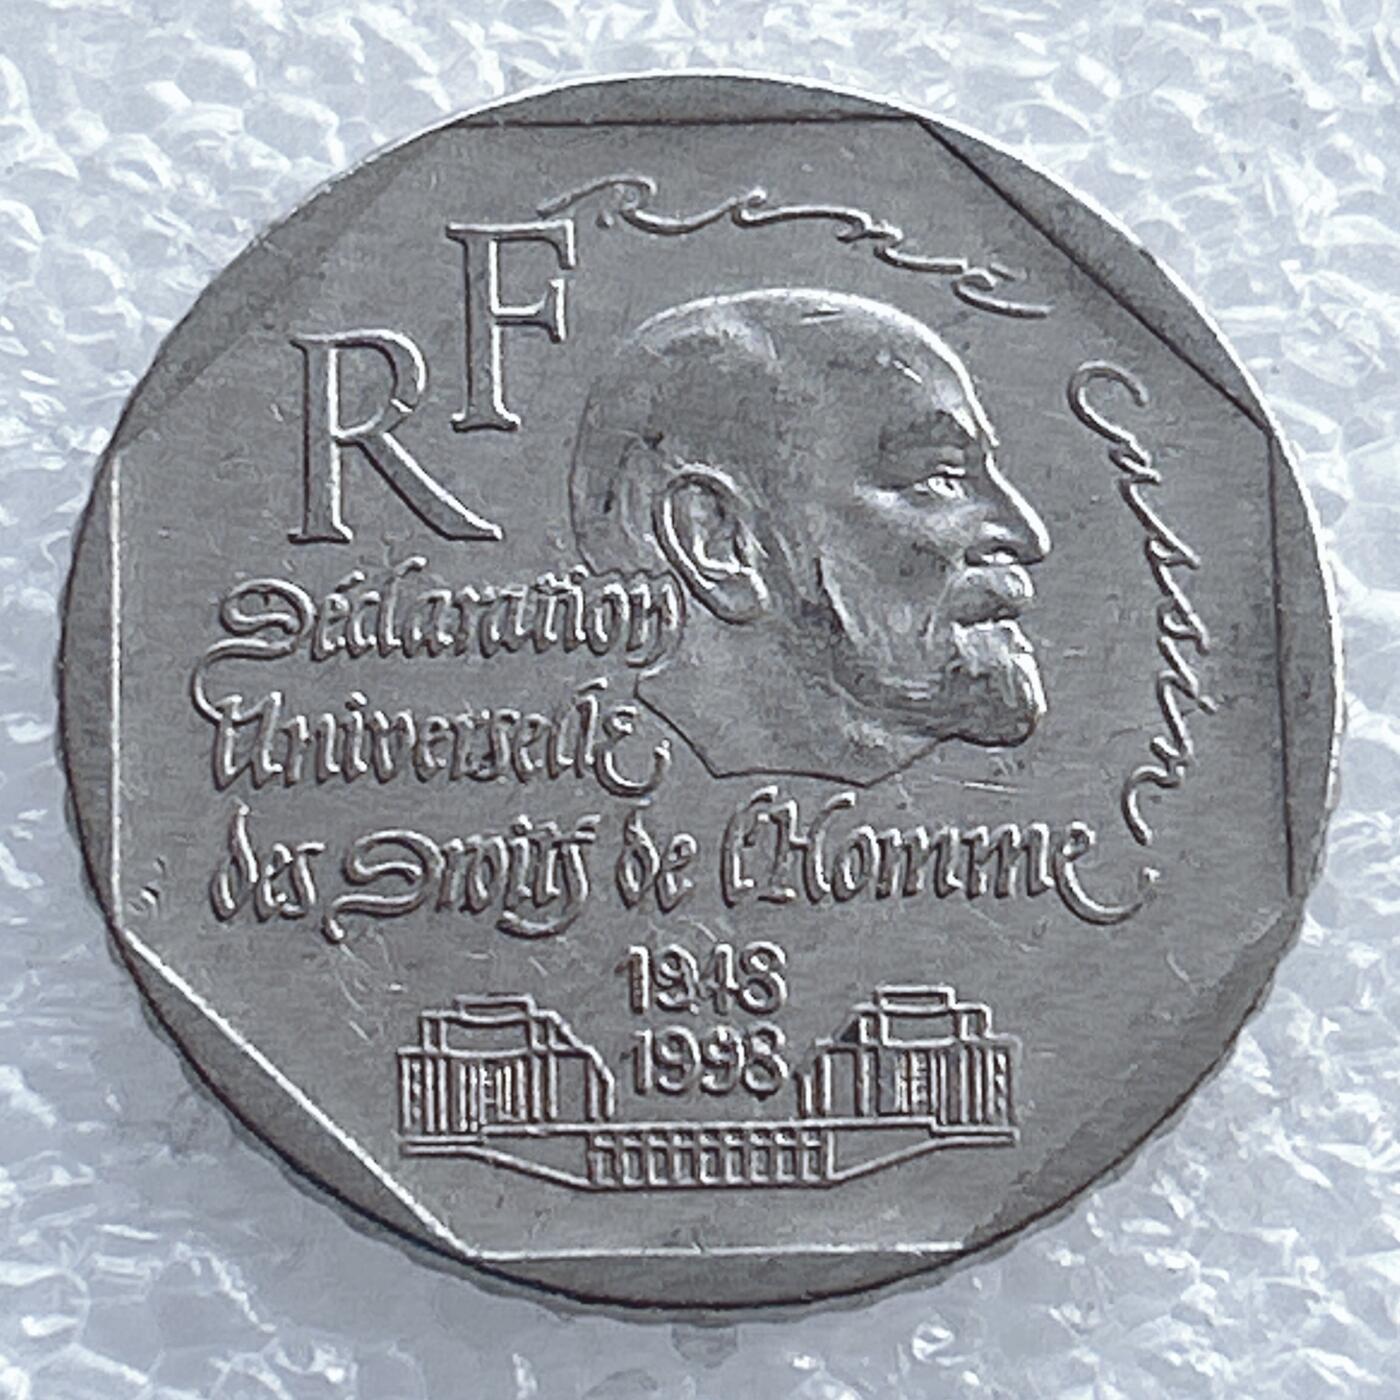 RF
René Cassin
Déclaration
Universelle
des Droits de l'Homme
1948
1998